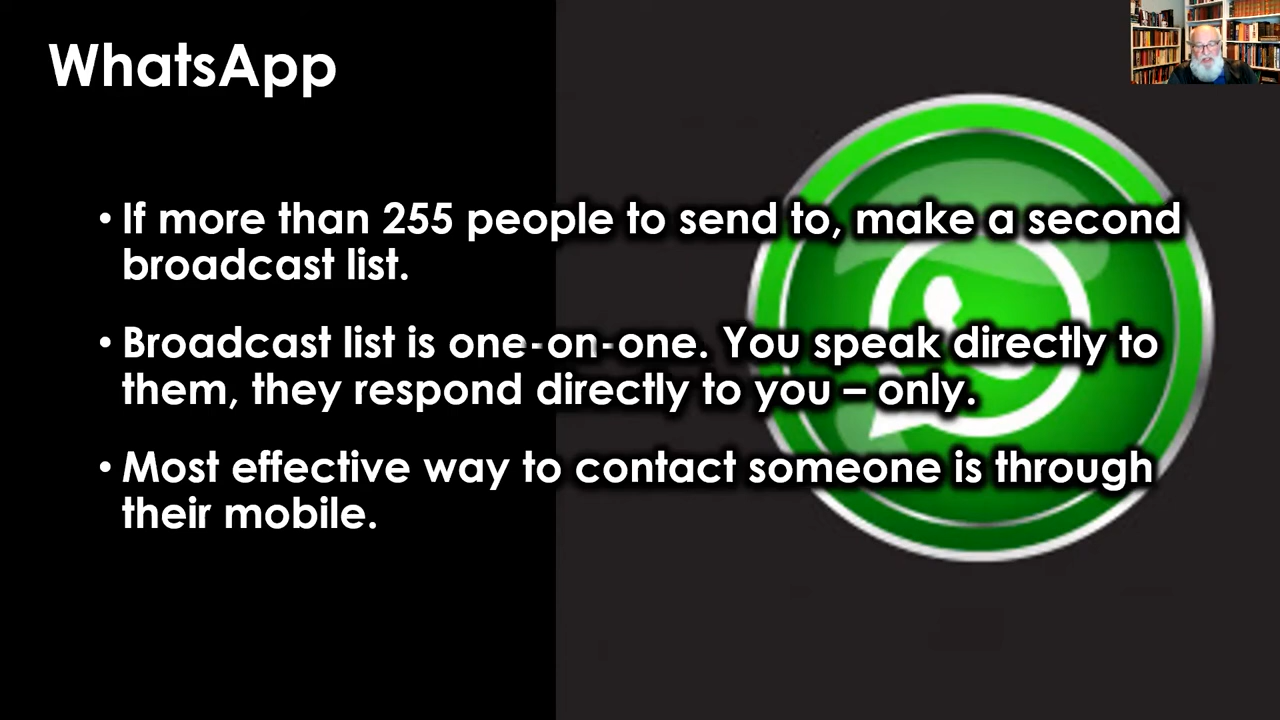 WhatsApp
• If more than 255 people to send to, make a second
broadcast list.
• Broadcast list is one-on-one. You speak directly to
them, they respond directly to you – only.
• Most effective way to contact someone is through
their mobile.